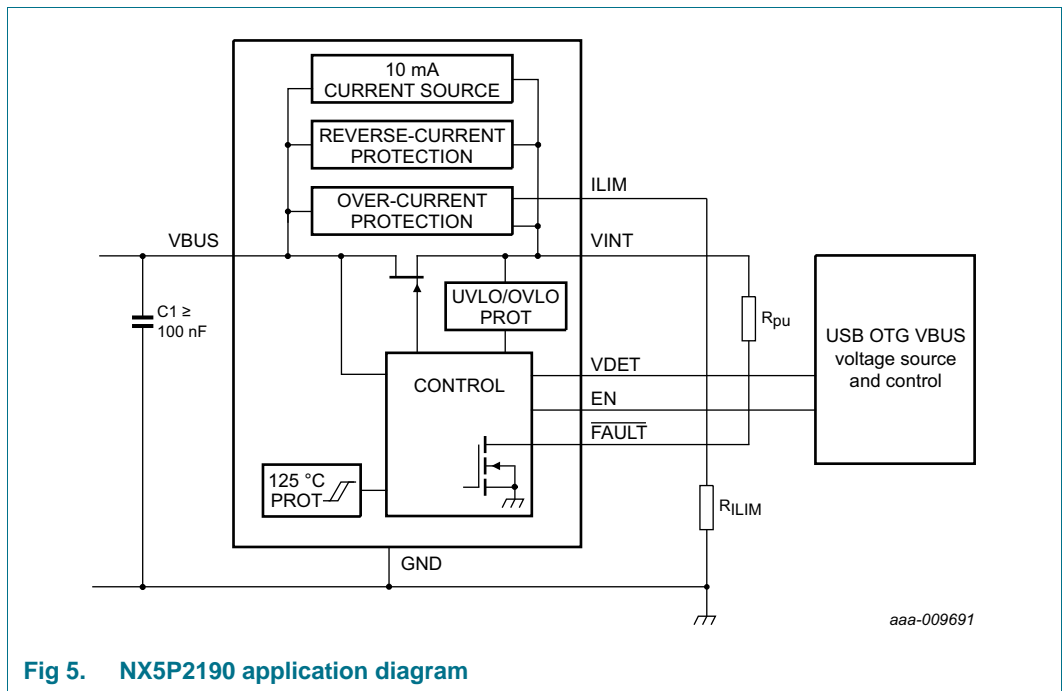 10 mA
CURRENT SOURCE
REVERSE-CURRENT
PROTECTION
OVER-CURRENT
PROTECTION
ILIM
VBUS
VINT
C1 ≥
100 nF
UVLO/OVLO
PROT
Rpu
USB OTG VBUS
voltage source
and control
CONTROL
VDET
EN
FAULT
125 °C
PROT
RILIM
GND
aaa-009691
Fig 5. NX5P2190 application diagram